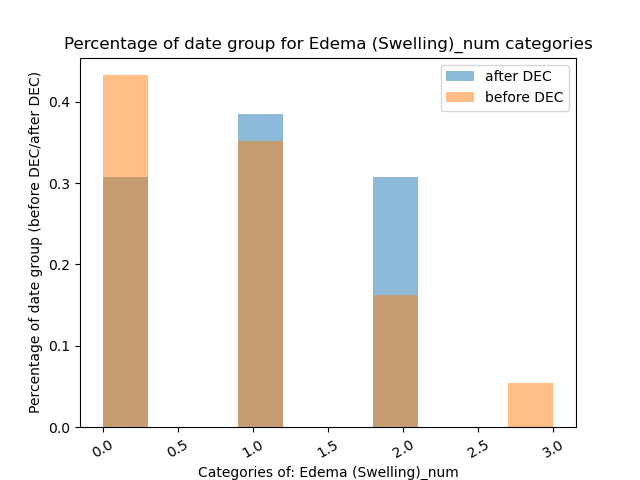 Percentage of date group for Edema (Swelling)_num categories
after DEC
before DEC
Percentage of date group (before DEC/after DEC)
0.4
0.3
0.2
0.1
0.0
0.0 0.5 1.0 1.5 2.0 2.5 3.0
Categories of: Edema (Swelling)_num